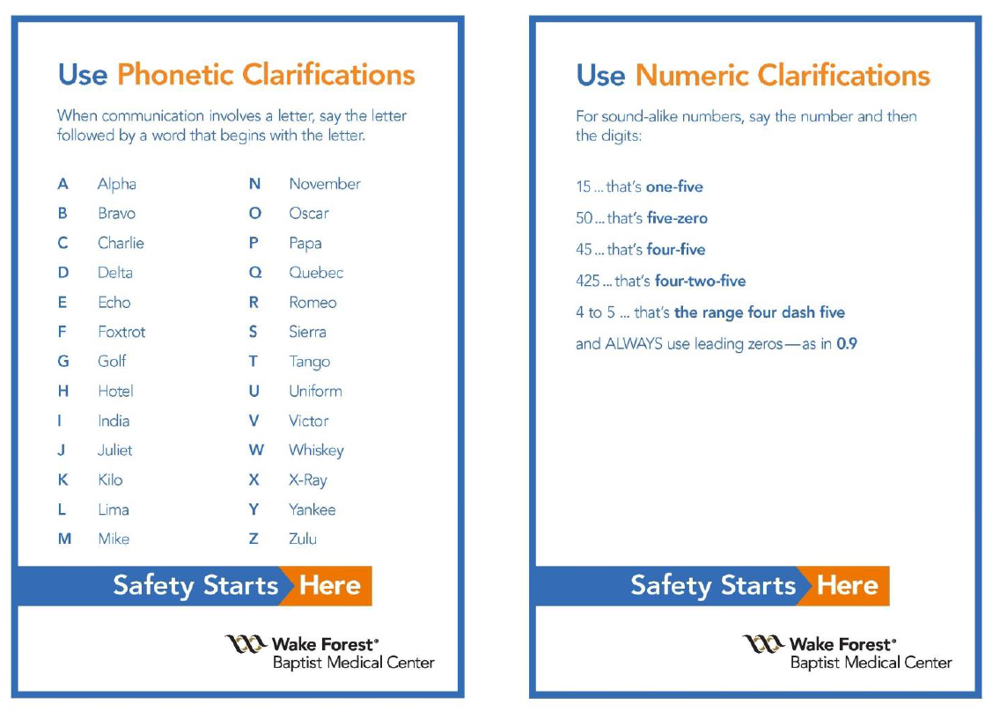 Use Phonetic Clarifications
When communication involves a letter, say the letter
followed by a word that begins with the letter.
A Alpha
B Bravo
C Charlie
D Delta
E Echo
F Foxtrot
G Golf
H Hotel
I India
J Juliet
K Kilo
L Lima
M Mike
N November
O Oscar
P Papa
Q Quebec
R Romeo
S Sierra
T Tango
U Uniform
V Victor
W Whiskey
X X-Ray
Y Yankee
Z Zulu
Safety Starts Here
Wake Forest®
Baptist Medical Center
Use Numeric Clarifications
For sound-alike numbers, say the number and then
the digits:
15 ... that's one-five
50 ... that's five-zero
45 ... that's four-five
425 ... that's four-two-five
4 to 5 ... that's the range four dash five
and ALWAYS use leading zeros—as in 0.9
Safety Starts Here
Wake Forest®
Baptist Medical Center